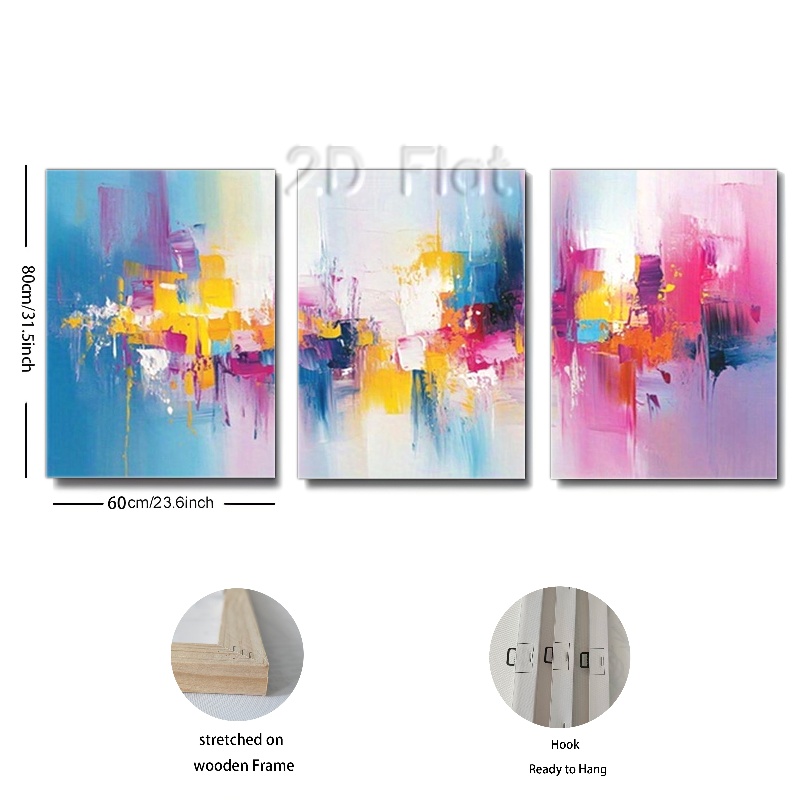 2D Flat
80cm/31.5inch
60cm/23.6inch
stretched on
wooden Frame
Hook
Ready to Hang